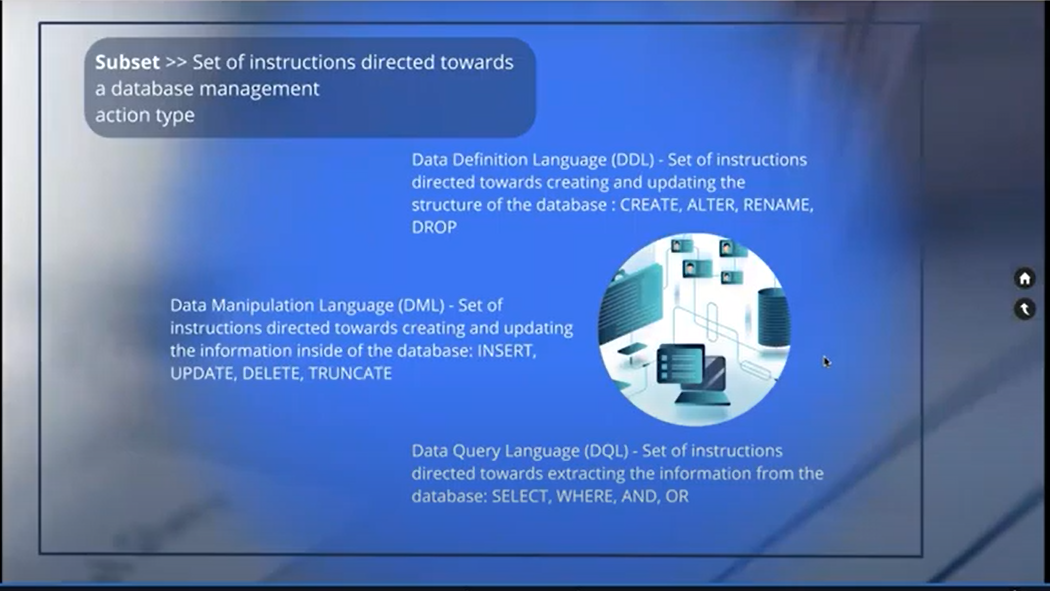 Subset >> Set of instructions directed towards
a database management
action type
Data Definition Language (DDL) - Set of instructions
directed towards creating and updating the
structure of the database : CREATE, ALTER, RENAME,
DROP
Data Manipulation Language (DML) - Set of
instructions directed towards creating and updating
the information inside of the database: INSERT,
UPDATE, DELETE, TRUNCATE
Data Query Language (DQL) - Set of instructions
directed towards extracting the information from the
database: SELECT, WHERE, AND, OR